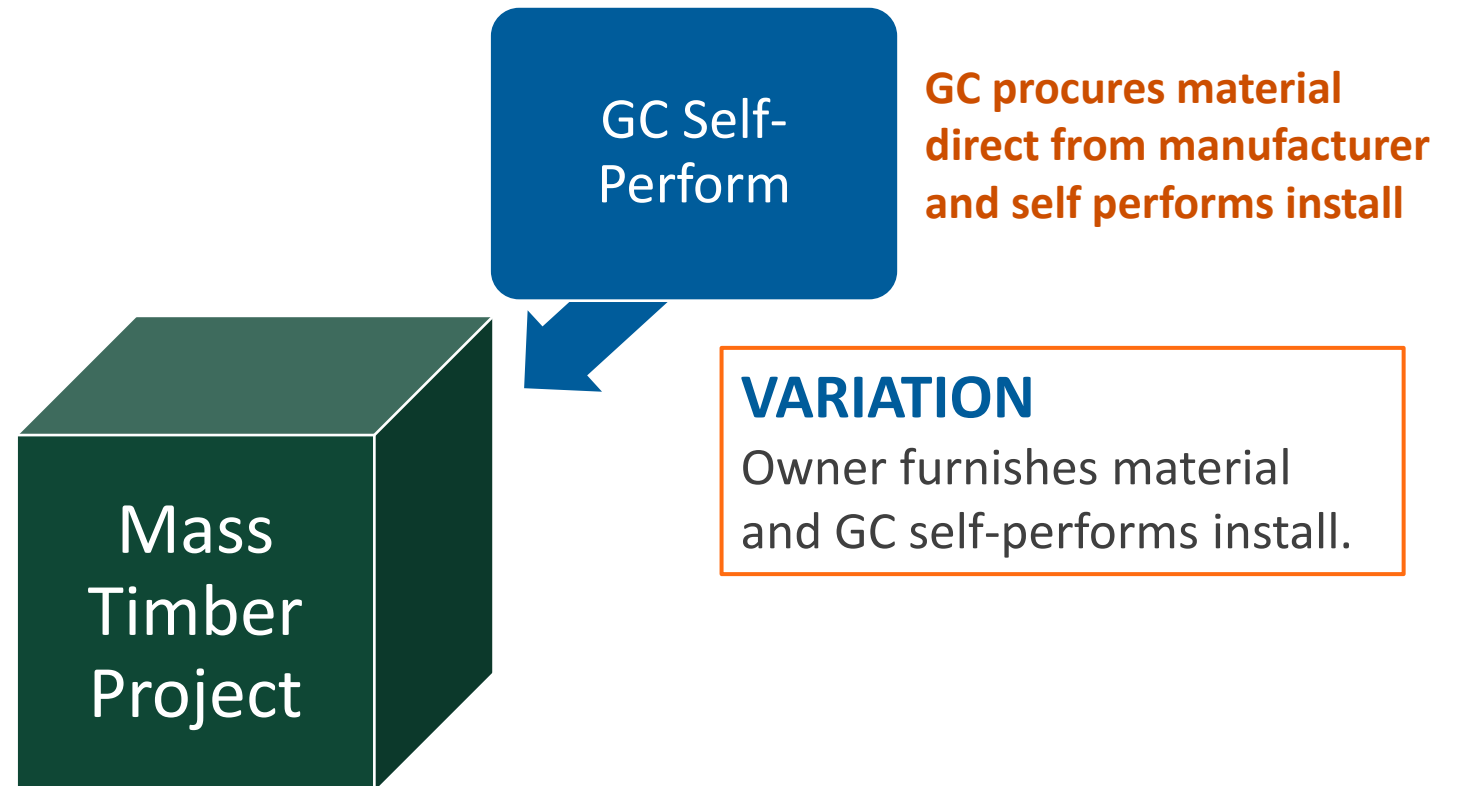 GC Self-
Perform
GC procures material
direct from manufacturer
and self performs install
VARIATION
Owner furnishes material
and GC self-performs install.
Mass
Timber
Project